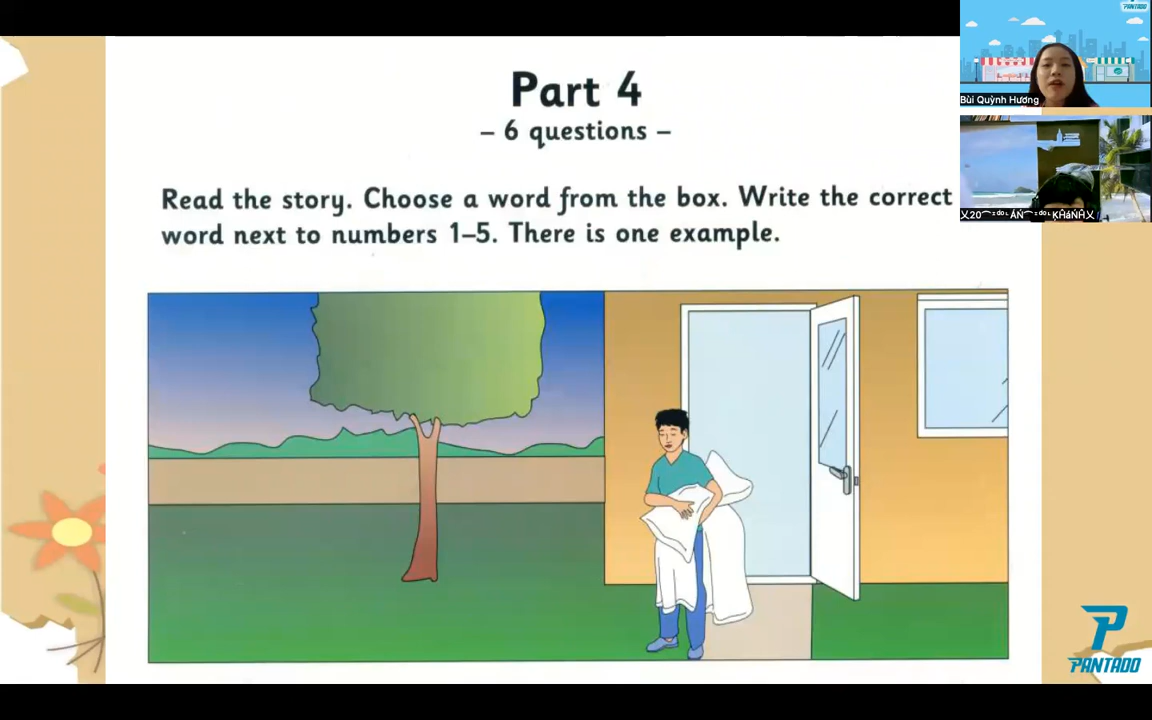 Part 4
– 6 questions –
Read the story. Choose a word from the box. Write the correct
word next to numbers 1–5. There is one example.
PANTADO
Bùi Quỳnh Hương
PANTADO